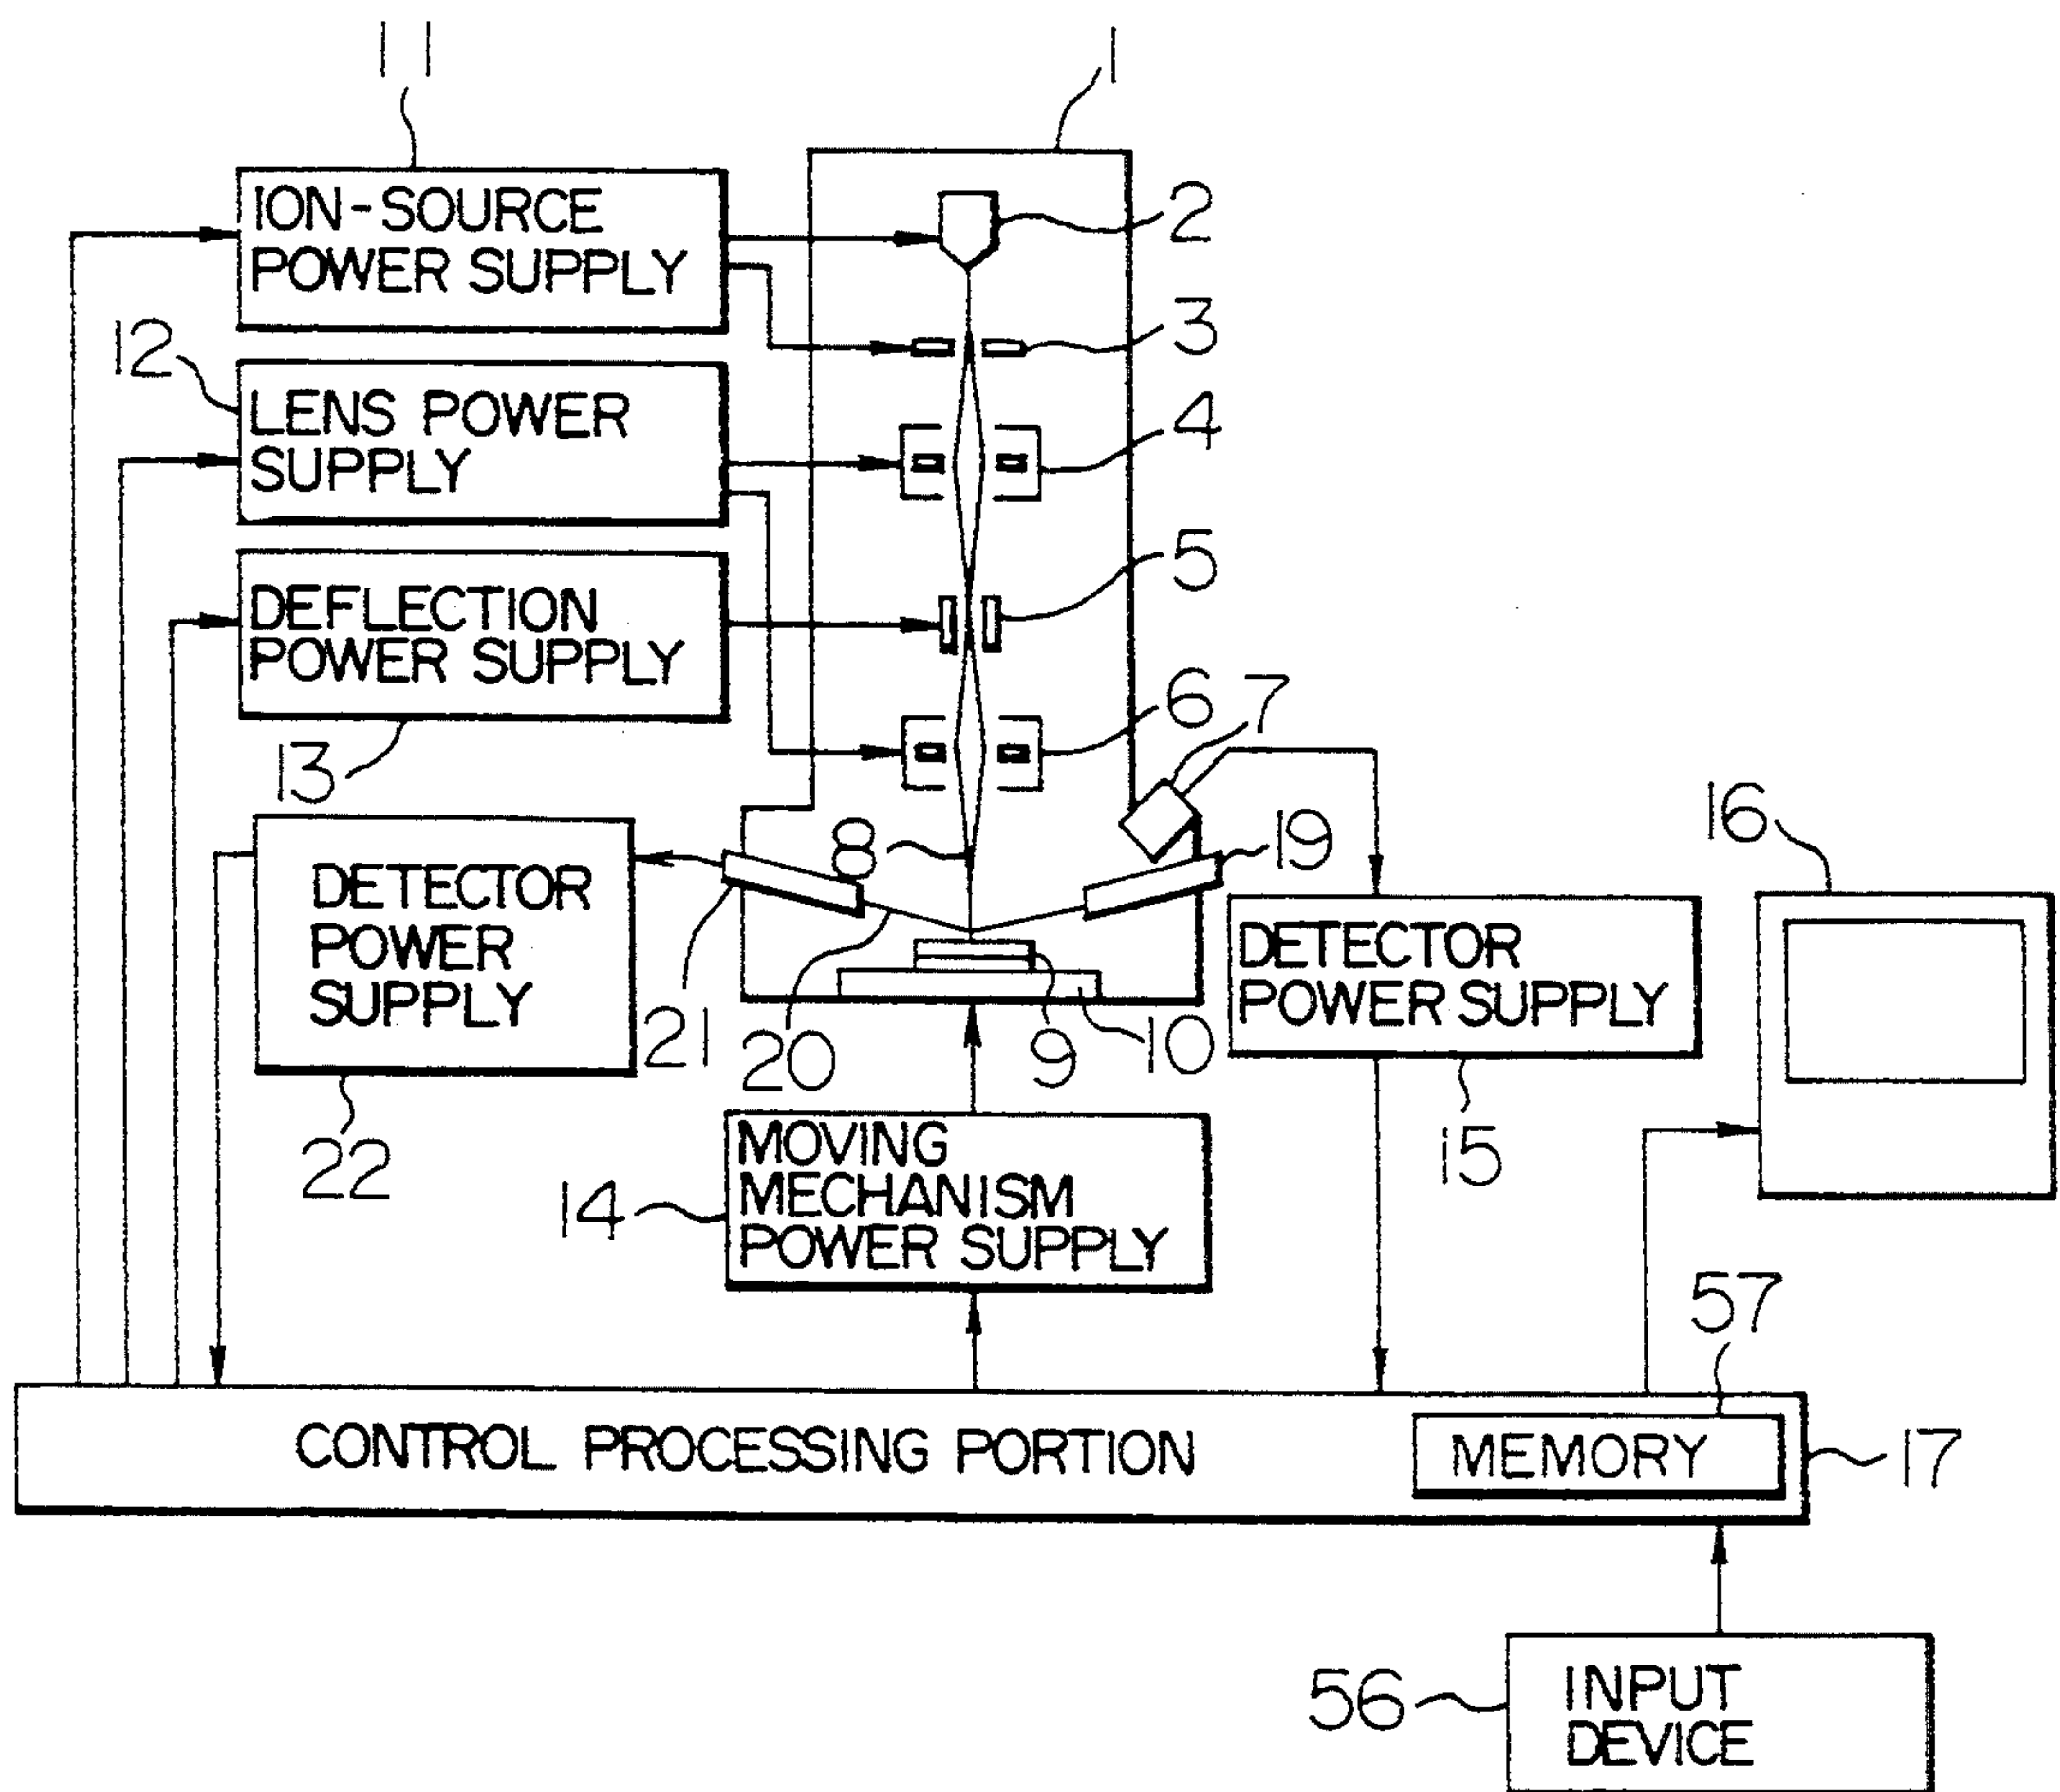 11
1
ION-SOURCE
POWER SUPPLY
2
3
12
LENS POWER
SUPPLY
4
5
DEFLECTION
POWER SUPPLY
6
7
13
8
19
16
DETECTOR
POWER
SUPPLY
DETECTOR
POWER SUPPLY
21
20
9
10
22
15
MOVING
MECHANISM
POWER SUPPLY
14
57
CONTROL PROCESSING PORTION
MEMORY
17
56
INPUT
DEVICE